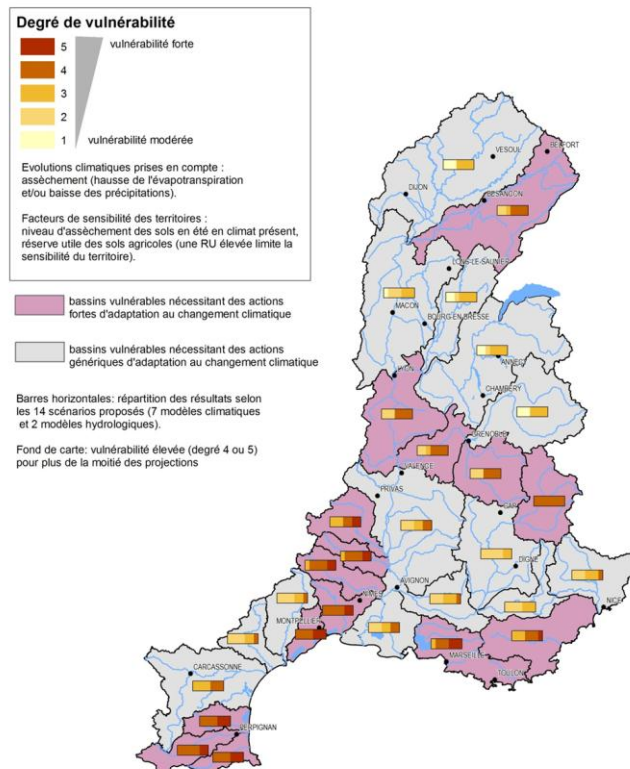 Degré de vulnérabilité
5
vulnérabilité forte
4
3
2
1
vulnérabilité modérée
Evolutions climatiques prises en compte :
assèchement (hausse de l'évapotranspiration
et/ou baisse des précipitations).
Facteurs de sensibilité des territoires :
niveau d'assèchement des sols en été en climat présent,
réserve utile des sols agricoles (une RU élevée limite la
sensibilité du territoire).
bassins vulnérables nécessitant des actions
fortes d'adaptation au changement climatique
bassins vulnérables nécessitant des actions
génériques d'adaptation au changement climatique
Barres horizontales: répartition des résultats selon
les 14 scénarios proposés (7 modèles climatiques
et 2 modèles hydrologiques).
Fond de carte: vulnérabilité élevée (degré 4 ou 5)
pour plus de la moitié des projections
BELFORT
VESOUL
DIJON
BESANCON
LONS-LE-SAUNIER
MACON
BOURG-EN-BRESSE
ANNECY
LYON
CHAMBERY
GRENOBLE
VALENCE
PRIVAS
GAP
DIGNE
AVIGNON
NIMES
NICE
MONTPELLIER
MARSEILLE
TOULON
CARCASSONNE
PERPIGNAN